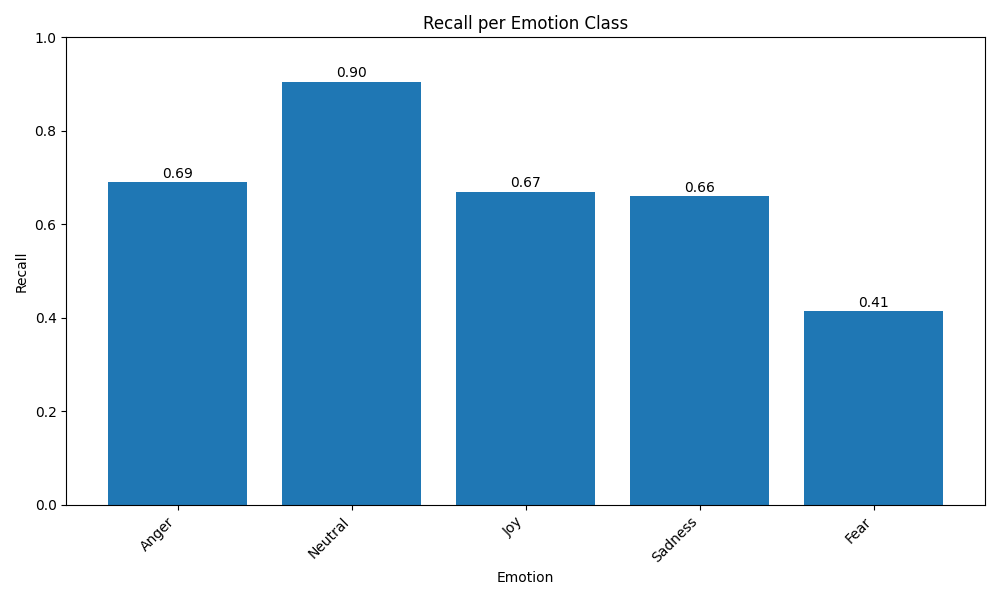 Recall per Emotion Class
1.0
0.8
0.6
0.4
0.2
0.0
Recall
0.69
0.90
0.67
0.66
0.41
Anger
Neutral
Joy
Sadness
Fear
Emotion